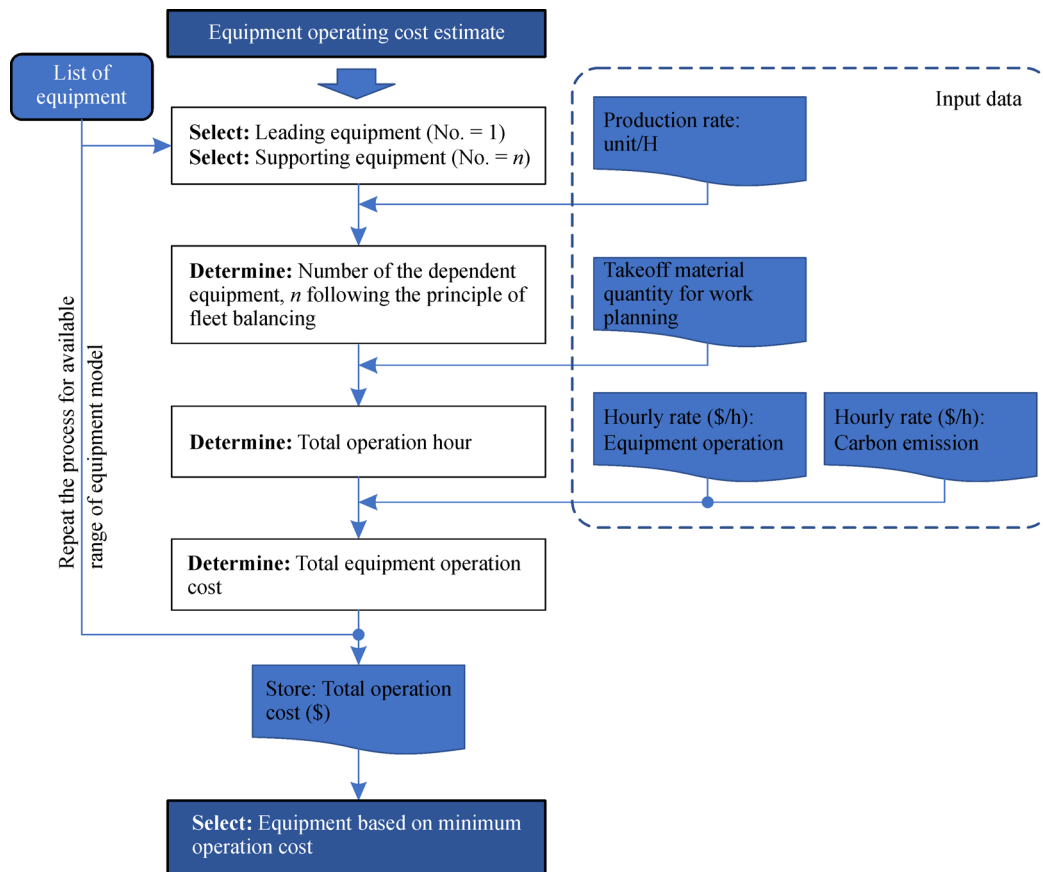 Equipment operating cost estimate
List of
equipment
Input data
Select: Leading equipment (No. = 1)
Select: Supporting equipment (No. = n)
Production rate:
unit/H
Determine: Number of the dependent
equipment, n following the principle of
fleet balancing
Takeoff material
quantity for work
planning
Repeat the process for available
range of equipment model
Determine: Total operation hour
Hourly rate ($/h):
Equipment operation
Hourly rate ($/h):
Carbon emission
Determine: Total equipment operation
cost
Store: Total operation
cost ($)
Select: Equipment based on minimum
operation cost